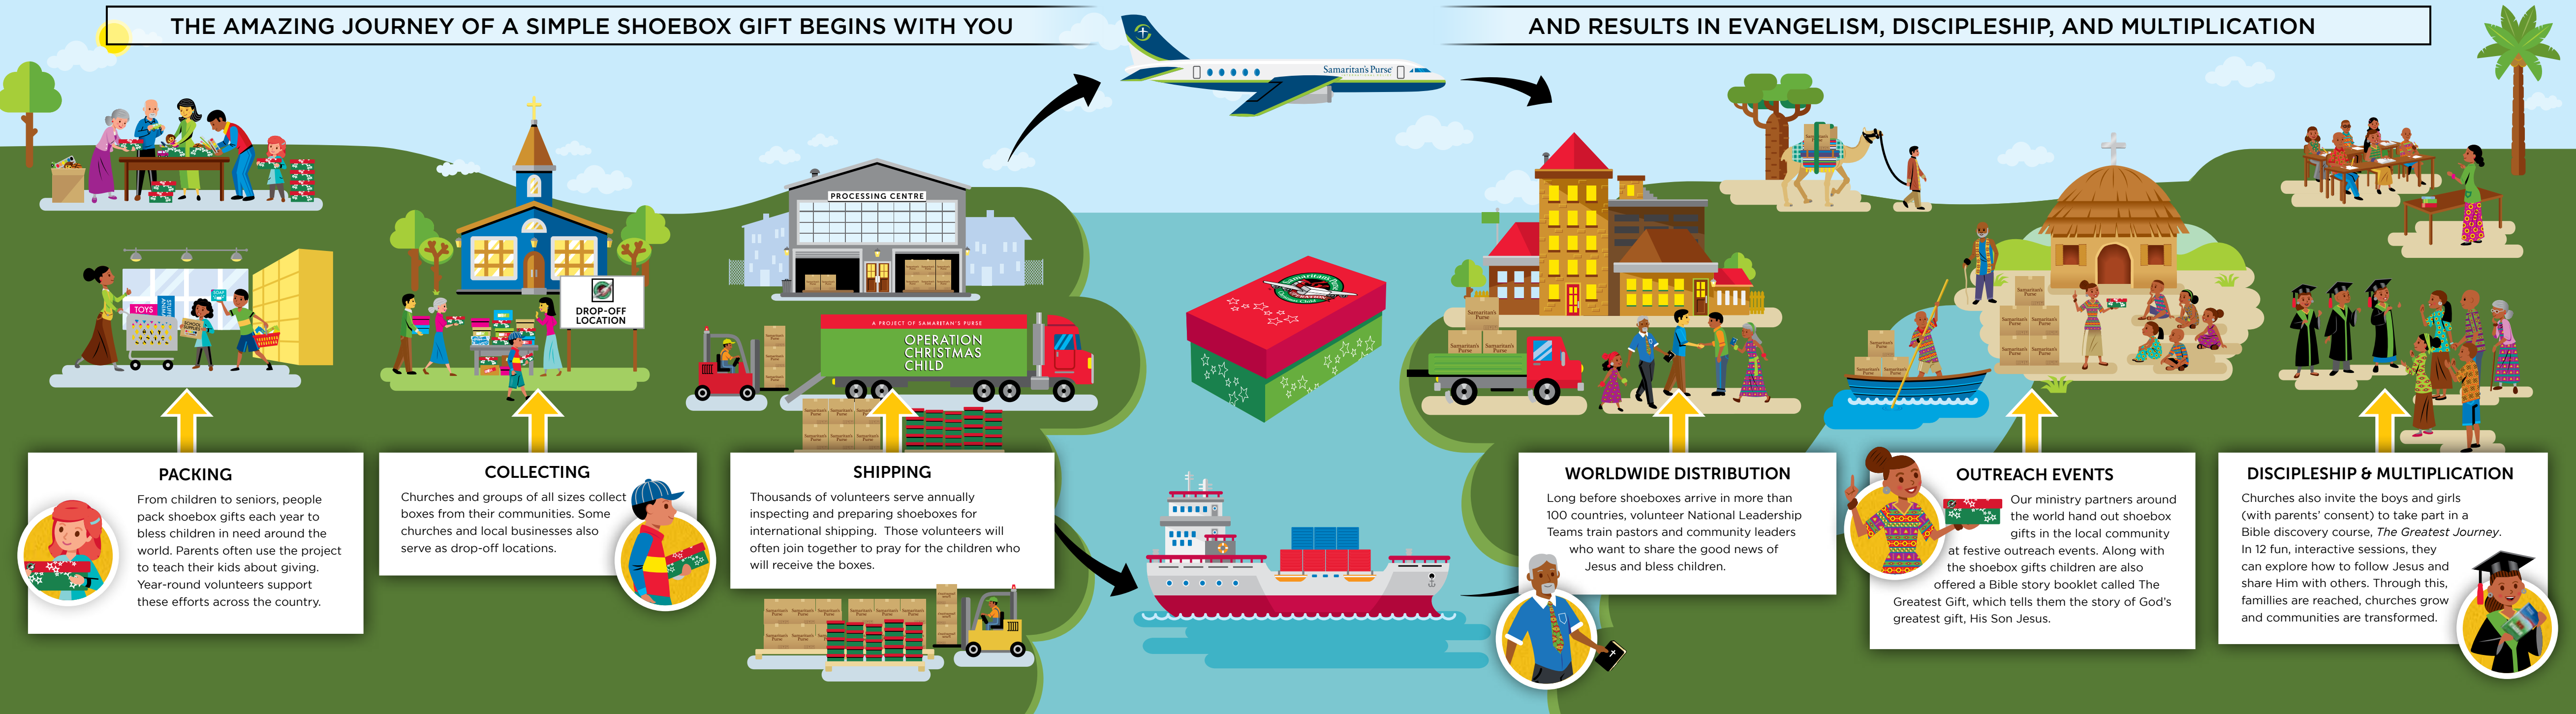 THE AMAZING JOURNEY OF A SIMPLE SHOEBOX GIFT BEGINS WITH YOU
AND RESULTS IN EVANGELISM, DISCIPLESHIP, AND MULTIPLICATION
Samaritan's Purse
PROCESSING CENTRE
TOYS
DROP-OFF
LOCATION
A PROJECT OF SAMARITAN'S PURSE
OPERATION
CHRISTMAS
CHILD
Samaritan's
Purse
PACKING
From children to seniors, people
pack shoebox gifts each year to
bless children in need around the
world. Parents often use the project
to teach their kids about giving.
Year-round volunteers support
these efforts across the country.
COLLECTING
Churches and groups of all sizes collect
boxes from their communities. Some
churches and local businesses also
serve as drop-off locations.
SHIPPING
Thousands of volunteers serve annually
inspecting and preparing shoeboxes for
international shipping. Those volunteers will
often join together to pray for the children who
will receive the boxes.
WORLDWIDE DISTRIBUTION
Long before shoeboxes arrive in more than
100 countries, volunteer National Leadership
Teams train pastors and community leaders
who want to share the good news of
Jesus and bless children.
OUTREACH EVENTS
Our ministry partners around
the world hand out shoebox
gifts in the local community
at festive outreach events. Along with
the shoebox gifts children are also
offered a Bible story booklet called The
Greatest Gift, which tells them the story of God's
greatest gift, His Son Jesus.
DISCIPLESHIP & MULTIPLICATION
Churches also invite the boys and girls
(with parents' consent) to take part in a
Bible discovery course, The Greatest Journey.
In 12 fun, interactive sessions, they
can explore how to follow Jesus and
share Him with others. Through this,
famillies are reached, churches grow
and communities are transformed.